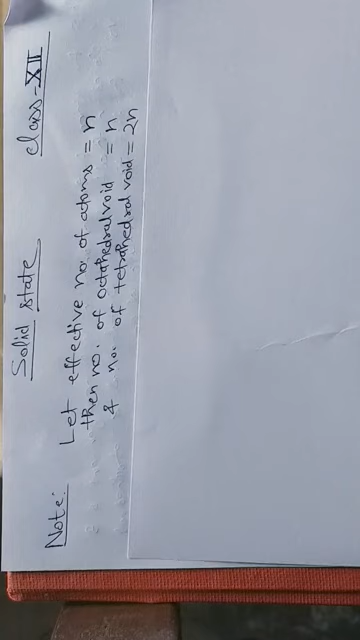 Solid state class-XII
Note: Let effective no. of atoms = n
then no. of octahedral void = n
& no. of tetrahedral void = 2n